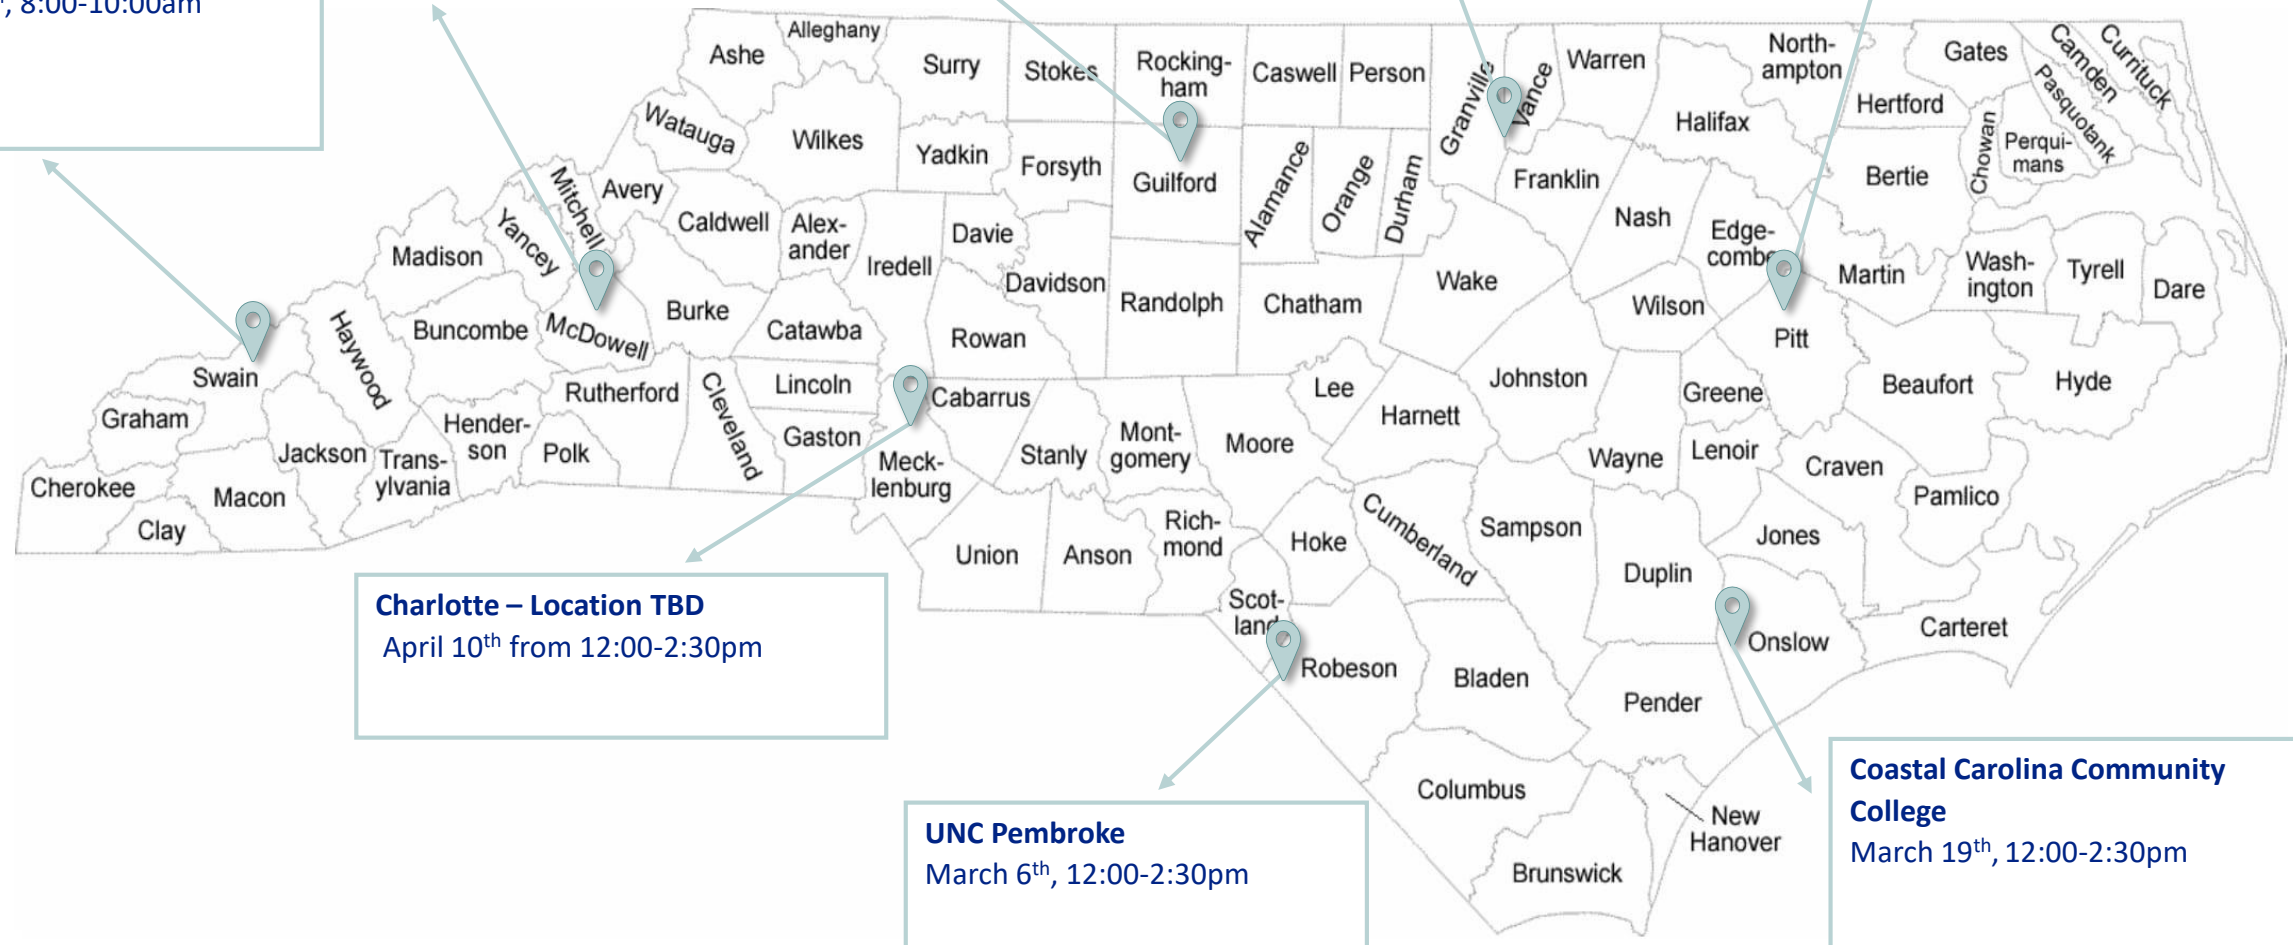 8:00-10:00am
Ashe
Alleghany
Surry
Stokes
Rocking-
ham
Caswell
Person
Granville
Vance
Warren
North-
ampton
Gates
Camden
Currituck
Pasquotank
Hertford
Halifax
Watauga
Wilkes
Yadkin
Forsyth
Guilford
Alamance
Orange
Durham
Franklin
Bertie
Chowan
Perqui-
mans
Mitchell
Avery
Yancey
Caldwell
Alex-
ander
Davie
Iredell
Davidson
Nash
Edge-
combe
Madison
Martin
Wash-
ington
Tyrell
Dare
Wake
Randolph
Chatham
Wilson
Burke
Buncombe
McDowell
Haywood
Catawba
Rowan
Pitt
Swain
Rutherford
Cleveland
Lincoln
Cabarrus
Lee
Johnston
Greene
Beaufort
Hyde
Graham
Hender-
son
Polk
Gaston
Stanly
Mont-
gomery
Moore
Harnett
Wayne
Lenoir
Craven
Jackson
Trans-
ylvania
Cherokee
Macon
Clay
Meck-
lenburg
Pamlico
Union
Anson
Rich-
mond
Hoke
Cumberland
Sampson
Jones
Duplin
Scot-
land
Robeson
Bladen
Onslow
Carteret
Pender
Columbus
New
Hanover
Brunswick
Charlotte – Location TBD
April 10th from 12:00-2:30pm
UNC Pembroke
March 6th, 12:00-2:30pm
Coastal Carolina Community
College
March 19th, 12:00-2:30pm